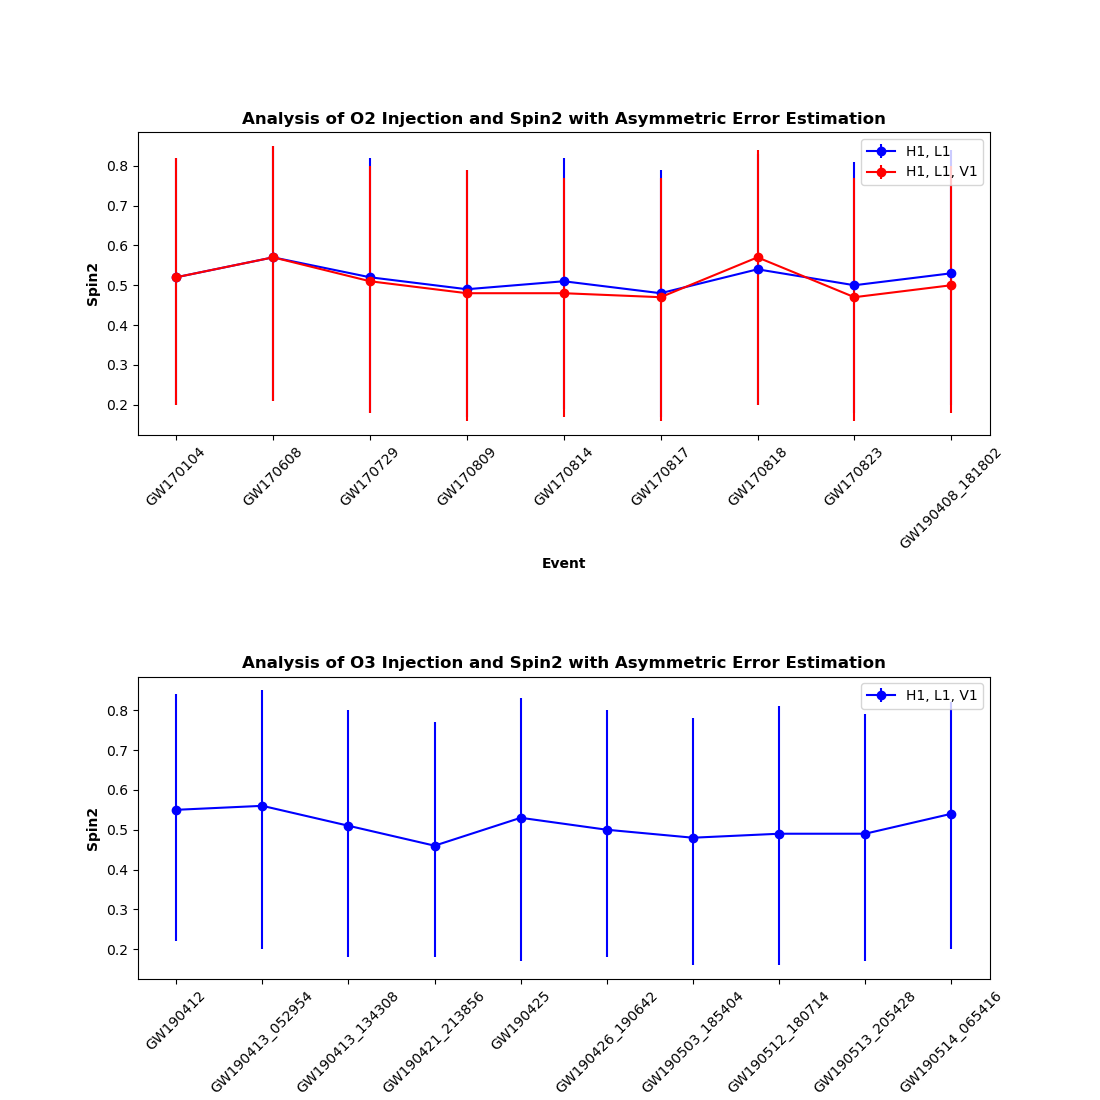 Analysis of O2 Injection and Spin2 with Asymmetric Error Estimation
H1, L1
H1, L1, V1
0.8
0.7
0.6
0.5
0.4
0.3
0.2
Spin2
GW170104
GW170608
GW170729
GW170809
GW170814
GW170817
GW170818
GW170823
GW190408_181802
Event
Analysis of O3 Injection and Spin2 with Asymmetric Error Estimation
H1, L1, V1
0.8
0.7
0.6
0.5
0.4
0.3
0.2
Spin2
GW190412
GW190413_052954
GW190413_134308
GW190421_213856
GW190425
GW190426_190642
GW190503_185404
GW190512_180714
GW190513_205428
GW190514_065416